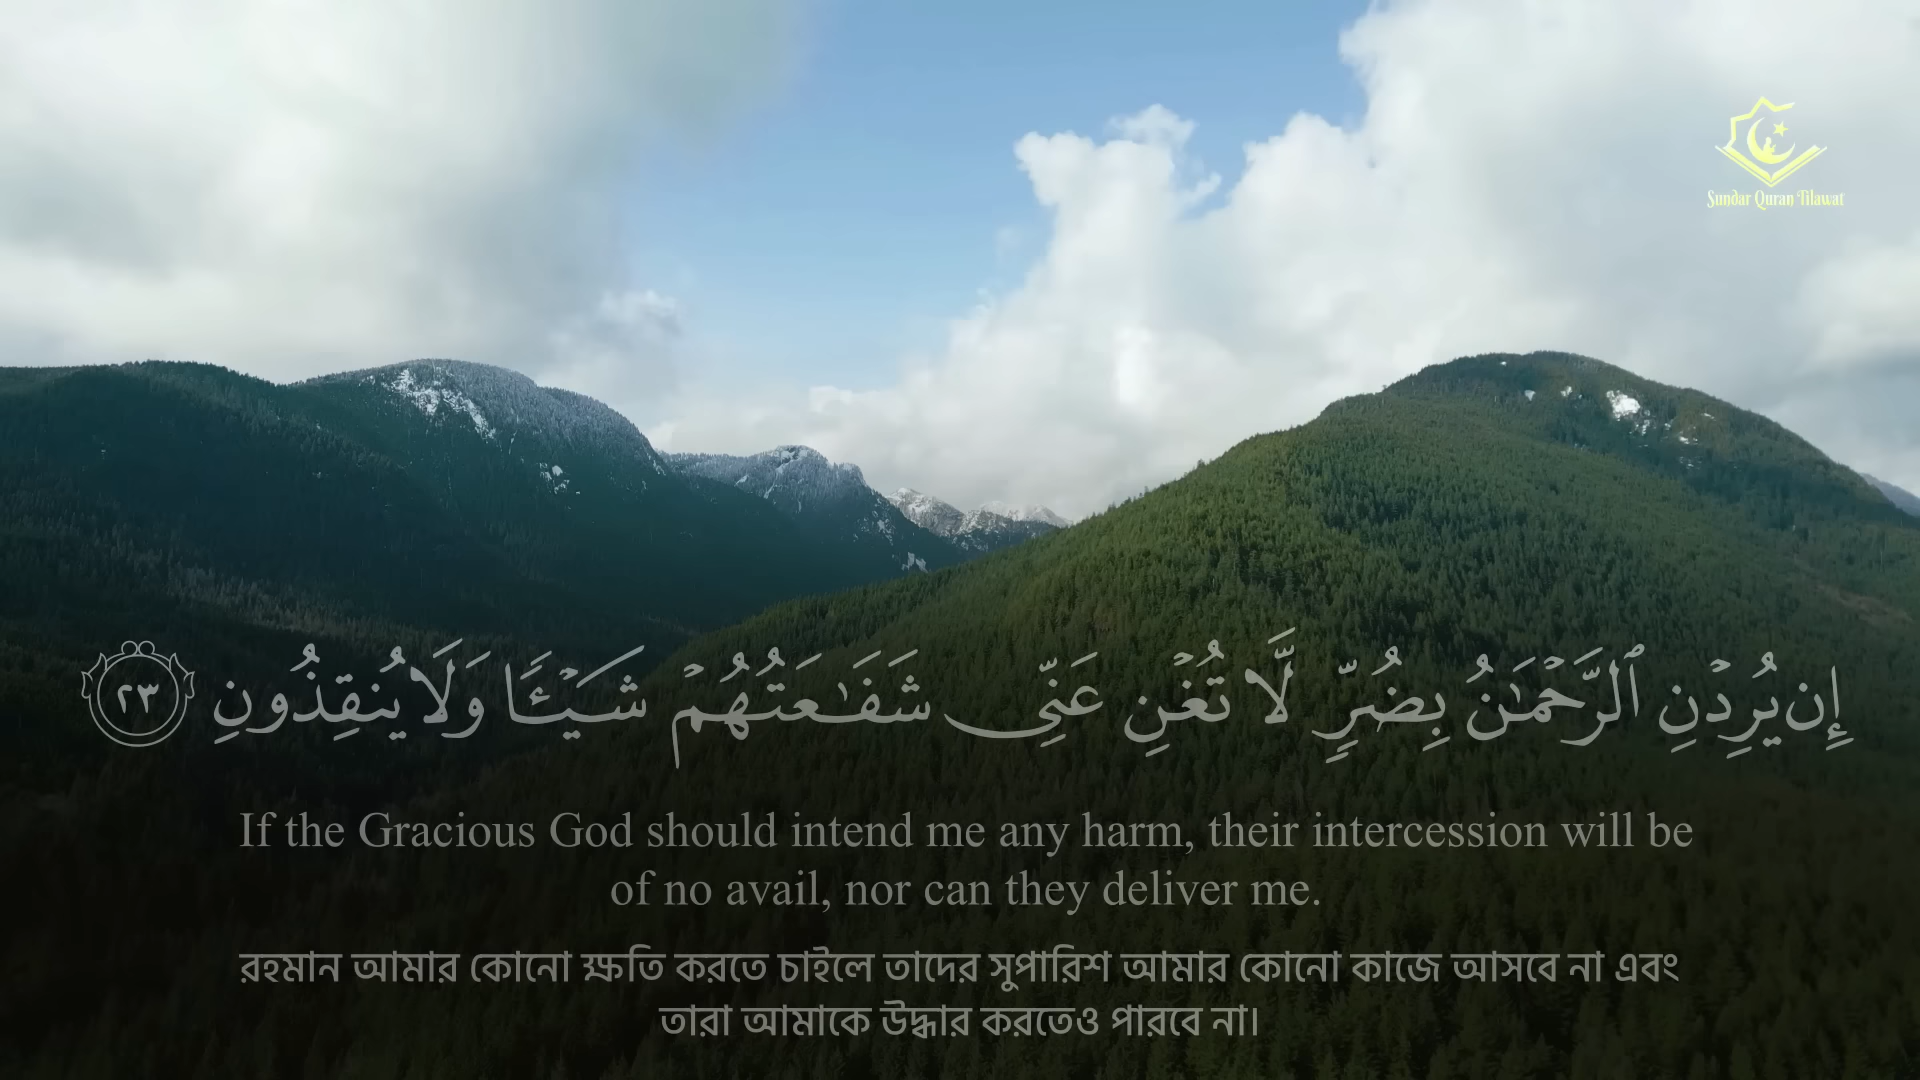 Sundar Quran Tilawat
إِن يُرِدْنِ ٱلرَّحْمَـٰنُ بِضُرٍّ لَّا تُغْنِ عَنِّى شَفَـٰعَتُهُمْ شَيْـًٔا وَلَا يُنقِذُونِ ٢٣
If the Gracious God should intend me any harm, their intercession will be
of no avail, nor can they deliver me.
রহমান আমার কোনো ক্ষতি করতে চাইলে তাদের সুপারিশ আমার কোনো কাজে আসবে না এবং
তারা আমাকে উদ্ধার করতেও পারবে না।